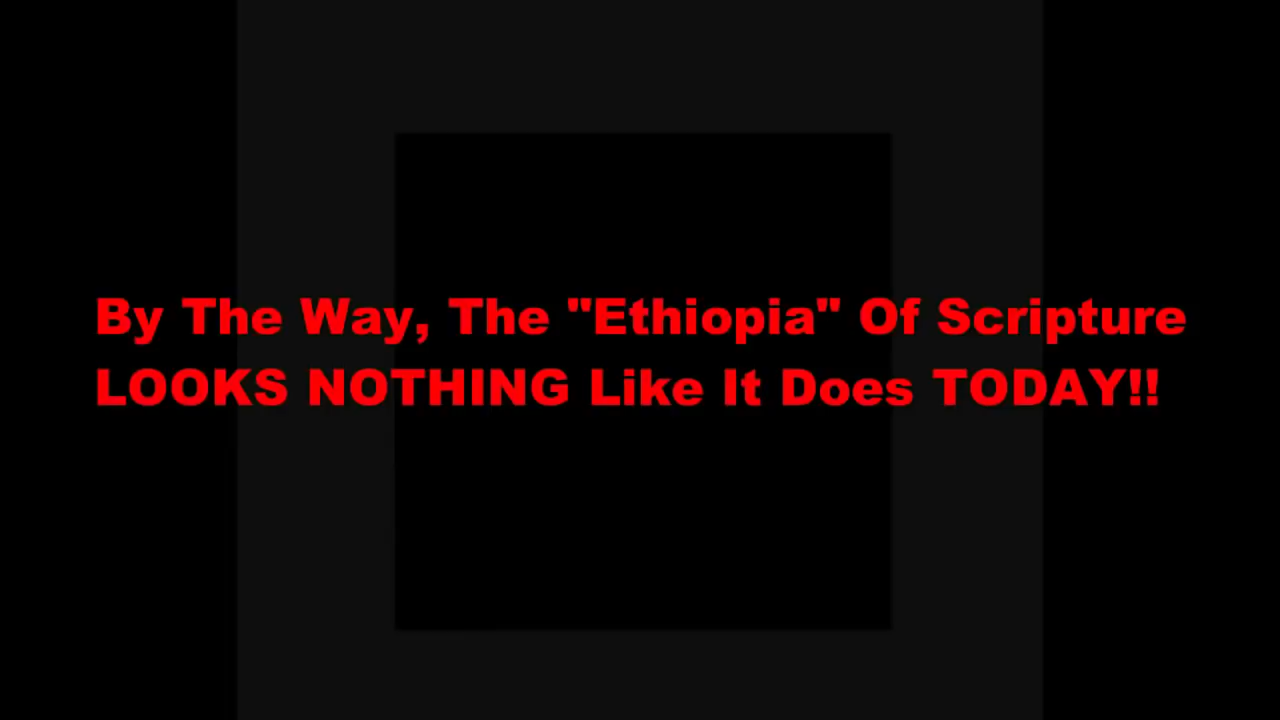 By The Way, The "Ethiopia" Of Scripture
LOOKS NOTHING Like It Does TODAY!!